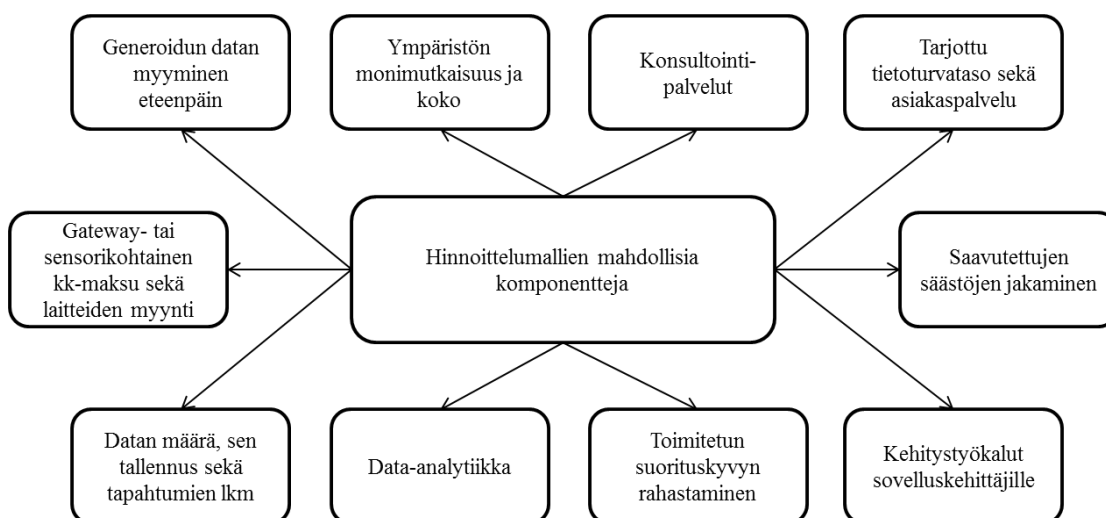 Generoidun datan
myyminen
eteenpäin
Ympäristön
monimutkaisuus ja
koko
Konsultointi-
palvelut
Tarjottu
tietoturvataso sekä
asiakaspalvelu
Gateway- tai
sensorikohtainen
kk-maksu sekä
laitteiden myynti
Hinnoittelumallien mahdollisia
komponentteja
Saavutettujen
säästöjen jakaminen
Datan määrä, sen
tallennus sekä
tapahtumien lkm
Data-analytiikka
Toimitetun
suorituskyvyn
rahastaminen
Kehitystyökalut
sovelluskehittäjille